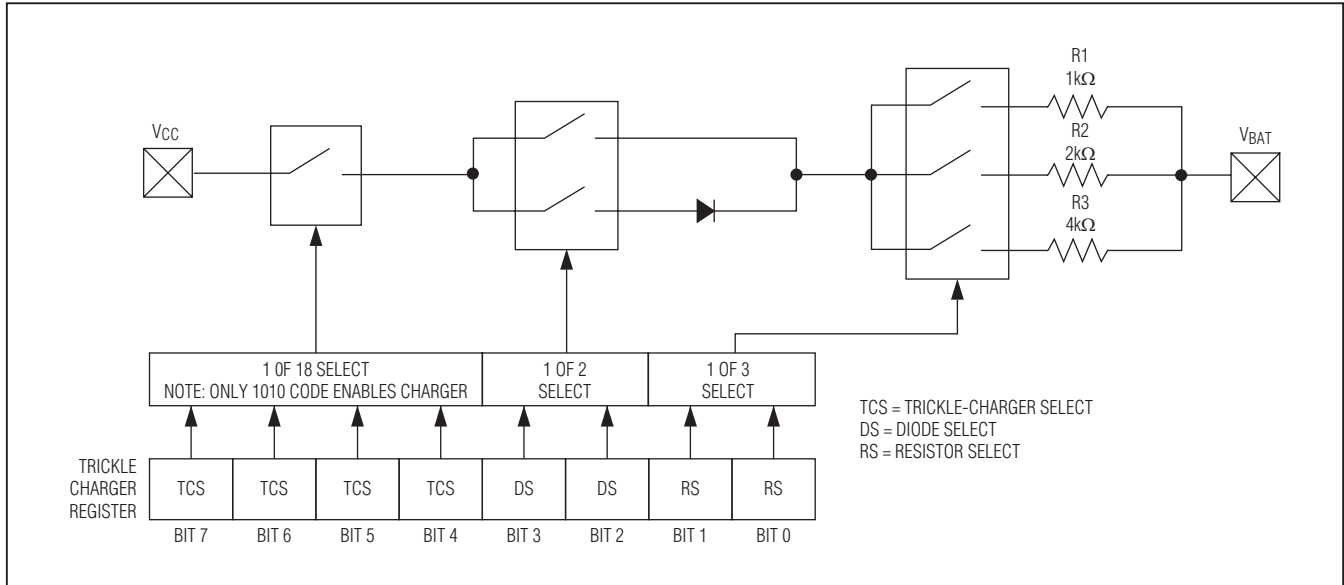 VCC
R1
1kΩ
R2
2kΩ
R3
4kΩ
VBAT
1 OF 18 SELECT
NOTE: ONLY 1010 CODE ENABLES CHARGER
1 OF 2
SELECT
1 OF 3
SELECT
TCS = TRICKLE-CHARGER SELECT
DS = DIODE SELECT
RS = RESISTOR SELECT
TRICKLE
CHARGER
REGISTER
TCS TCS TCS TCS DS DS RS RS
BIT 7 BIT 6 BIT 5 BIT 4 BIT 3 BIT 2 BIT 1 BIT 0